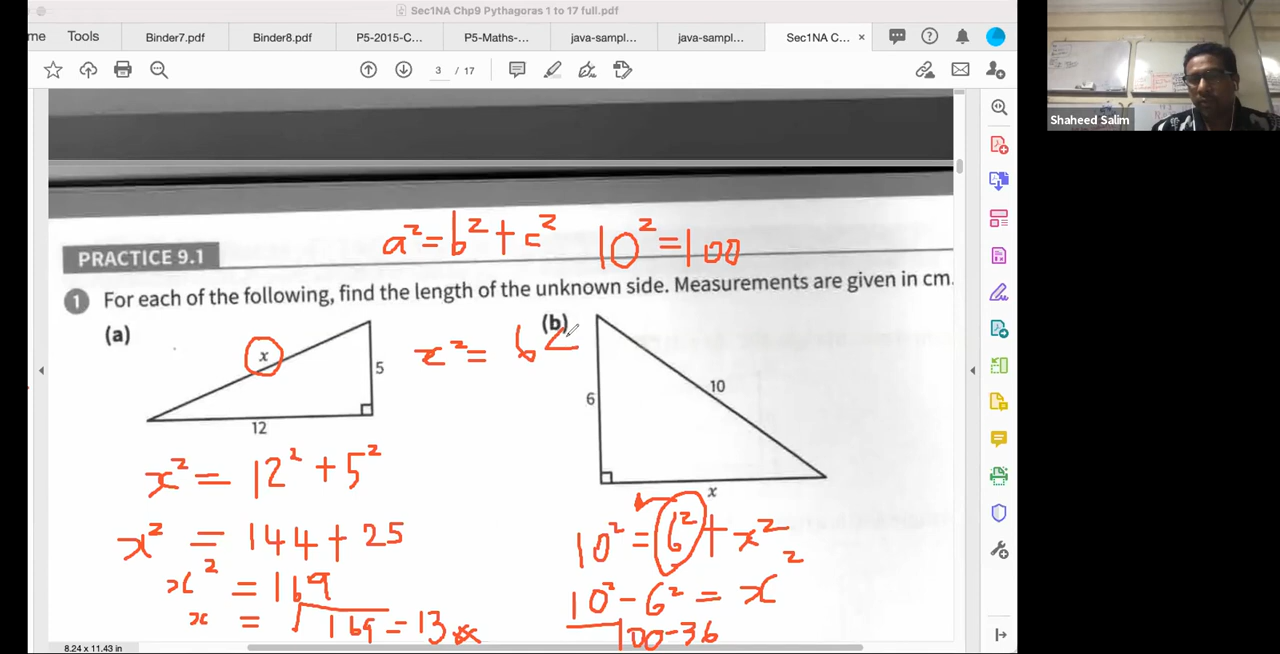 Sec1NA Chp9 Pythagoras 1 to 17 full.pdf
me Tools Binder7.pdf Binder8.pdf P5-2015-C... P5-Maths-... java-sampl... java-sampl... Sec1NA C... ×
3 / 17
Shaheed Salim
a² = b² + c² 10² = 100
PRACTICE 9.1
1 For each of the following, find the length of the unknown side. Measurements are given in cm.
(a)
x
5
12
x² =
(b)
6
10
x
x² = 12² + 5²
x² = 144 + 25
x² = 169
x = √169 = 13
10² = 6² + x²
10² - 6² = x²
100-36
8.24 x 11.43 in